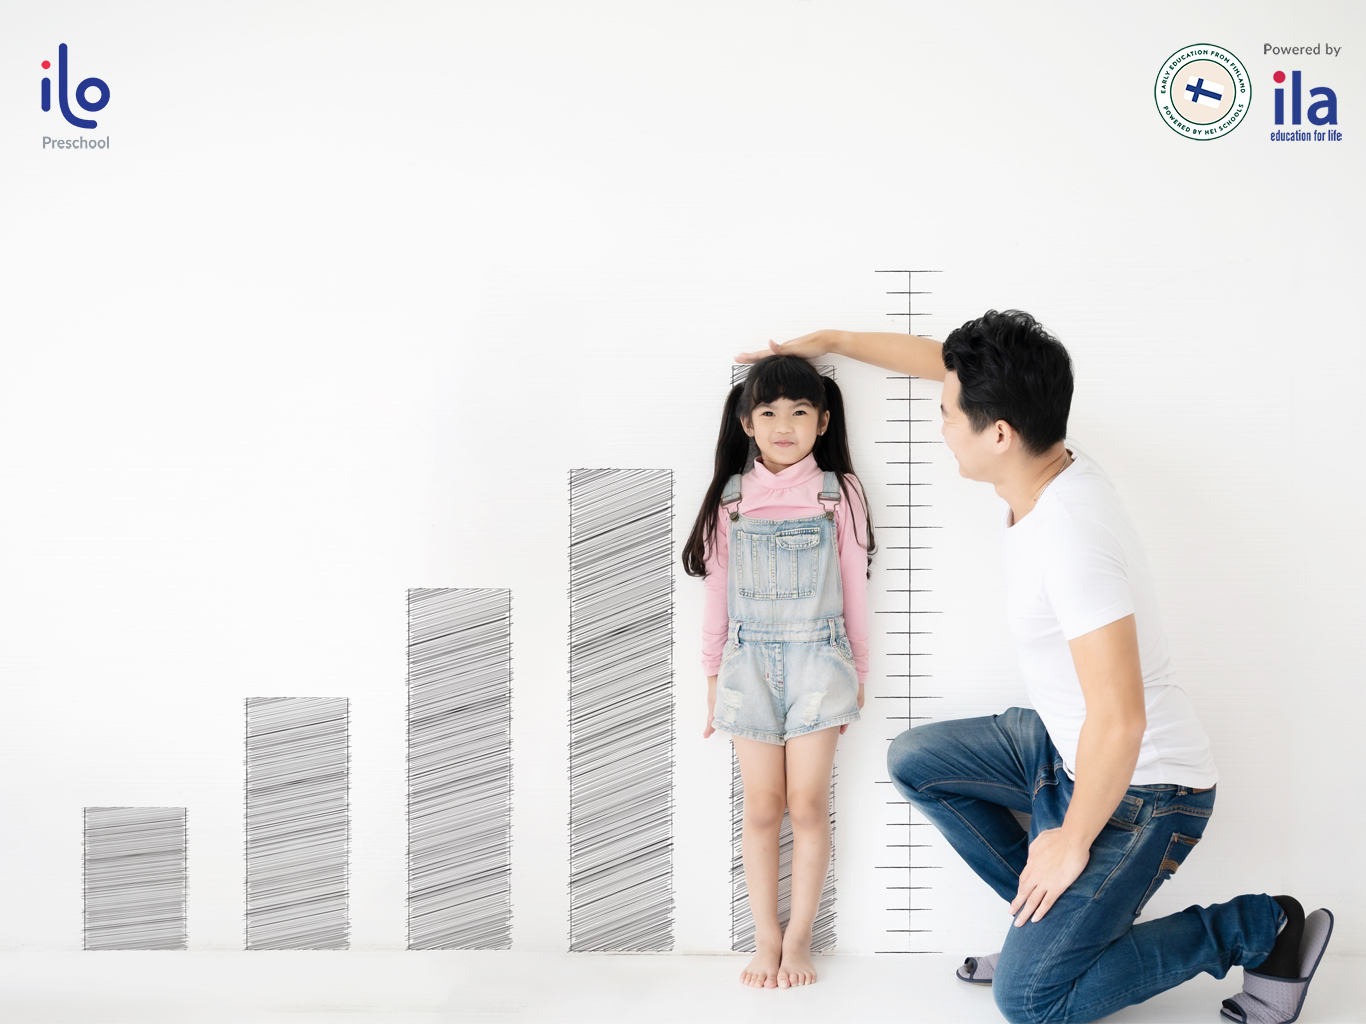 ilo
Preschool
EARLY EDUCATION FROM FINLAND
POWERED BY HEI SCHOOLS
Powered by
ila
education for life